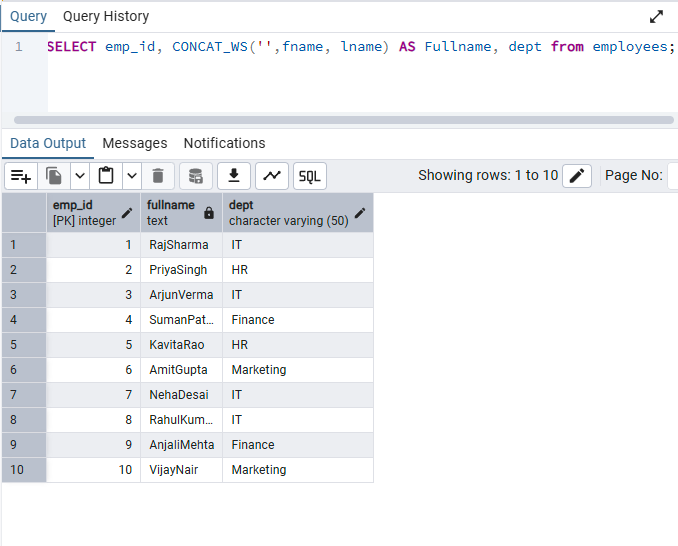 Query Query History
1 SELECT emp_id, CONCAT_WS('',fname, lname) AS Fullname, dept from employees;
Data Output Messages Notifications
SQL Showing rows: 1 to 10 Page No:
emp_id fullname dept
[PK] integer text character varying (50)
1 1 RajSharma IT
2 2 PriyaSingh HR
3 3 ArjunVerma IT
4 4 SumanPat… Finance
5 5 KavitaRao HR
6 6 AmitGupta Marketing
7 7 NehaDesai IT
8 8 RahulKum… IT
9 9 AnjaliMehta Finance
10 10 VijayNair Marketing